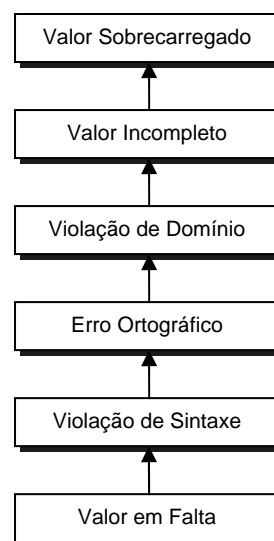 Valor Sobrecarregado
Valor Incompleto
Violação de Domínio
Erro Ortográfico
Violação de Sintaxe
Valor em Falta